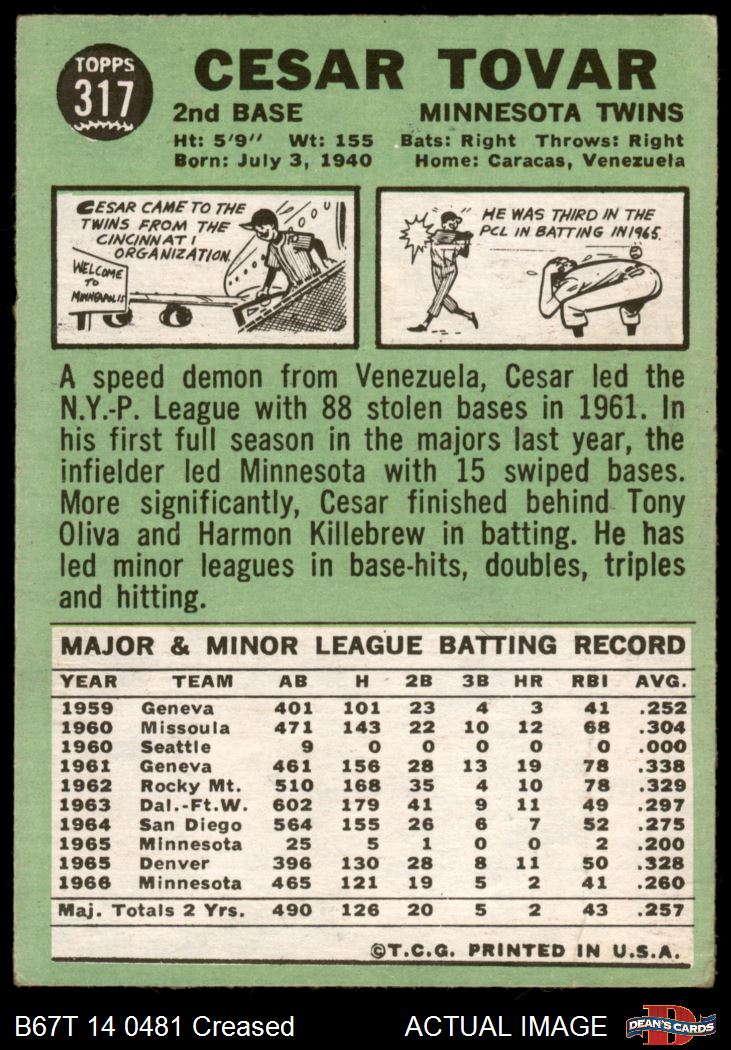 TOPPS
317
CESAR TOVAR
2nd BASE MINNESOTA TWINS
Ht: 5'9" Wt: 155 Bats: Right Throws: Right
Born: July 3, 1940 Home: Caracas, Venezuela
CESAR CAME TO THE
TWINS FROM THE
CINCINNATI
ORGANIZATION.
WELCOME
TO
MINNEAPOLIS
HE WAS THIRD IN THE
PCL IN BATTING IN 1965.
A speed demon from Venezuela, Cesar led the
N.Y.-P. League with 88 stolen bases in 1961. In
his first full season in the majors last year, the
infielder led Minnesota with 15 swiped bases.
More significantly, Cesar finished behind Tony
Oliva and Harmon Killebrew in batting. He has
led minor leagues in base-hits, doubles, triples
and hitting.
MAJOR & MINOR LEAGUE BATTING RECORD
YEAR TEAM AB H 2B 3B HR RBI AVG.
1959 Geneva 401 101 23 4 3 41 .252
1960 Missoula 471 143 22 10 12 68 .304
1960 Seattle 9 0 0 0 0 0 .000
1961 Geneva 461 156 28 13 19 78 .338
1962 Rocky Mt. 510 168 35 4 10 78 .329
1963 Dal.-Ft.W. 602 179 41 9 11 49 .297
1964 San Diego 564 155 26 6 7 52 .275
1965 Minnesota 25 5 1 0 0 2 .200
1965 Denver 396 130 28 8 11 50 .328
1966 Minnesota 465 121 19 5 2 41 .260
Maj. Totals 2 Yrs. 490 126 20 5 2 43 .257
©T.C.G. PRINTED IN U.S.A.
B67T 14 0481 Creased ACTUAL IMAGE DEAN'S CARDS